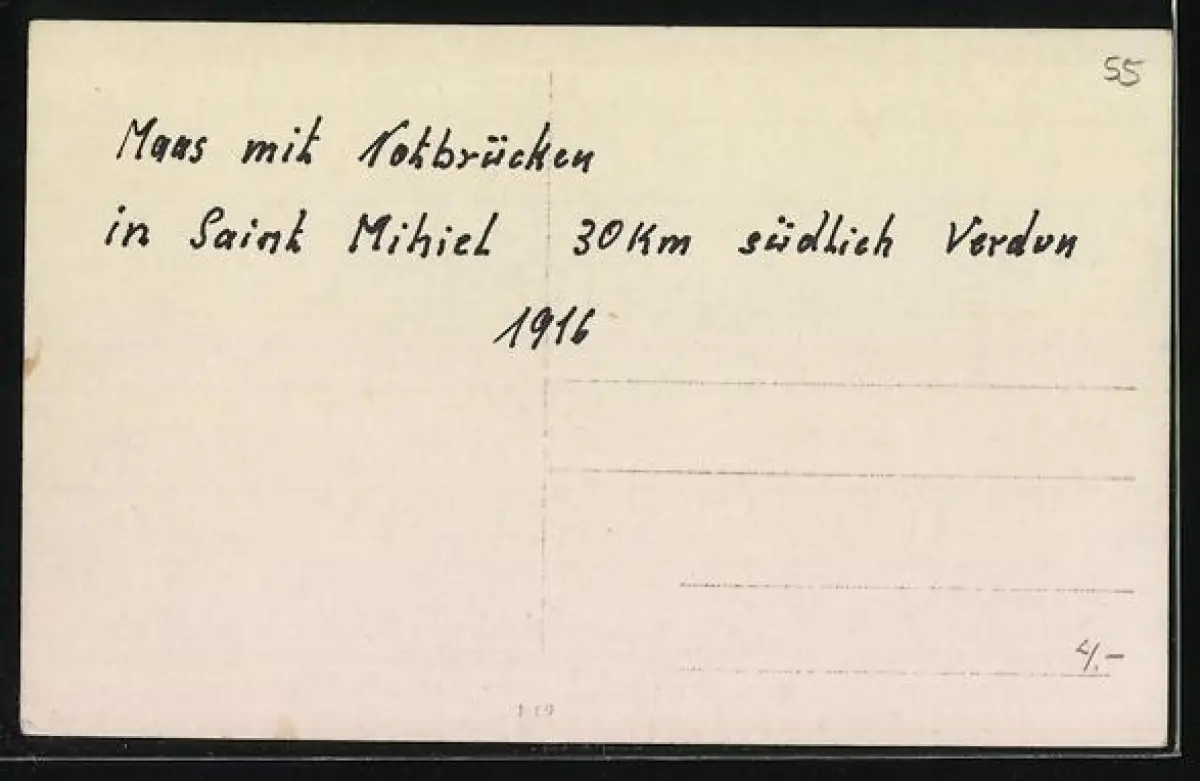 55
Maas mit Notbrücken
in Saint Mihiel 30Km südlich Verdun
1916
4.-